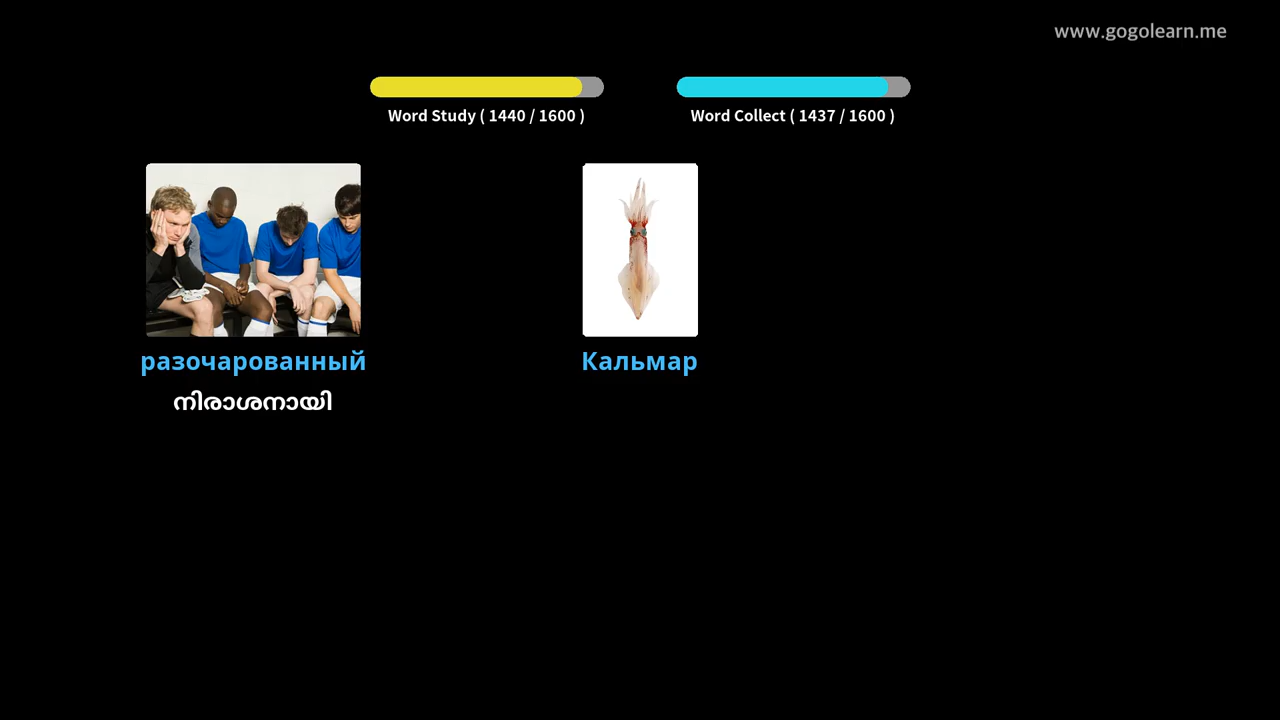 www.gogolearn.me
Word Study ( 1440 / 1600 )
Word Collect ( 1437 / 1600 )
разочарованный
Кальмар
നിരാശനായി